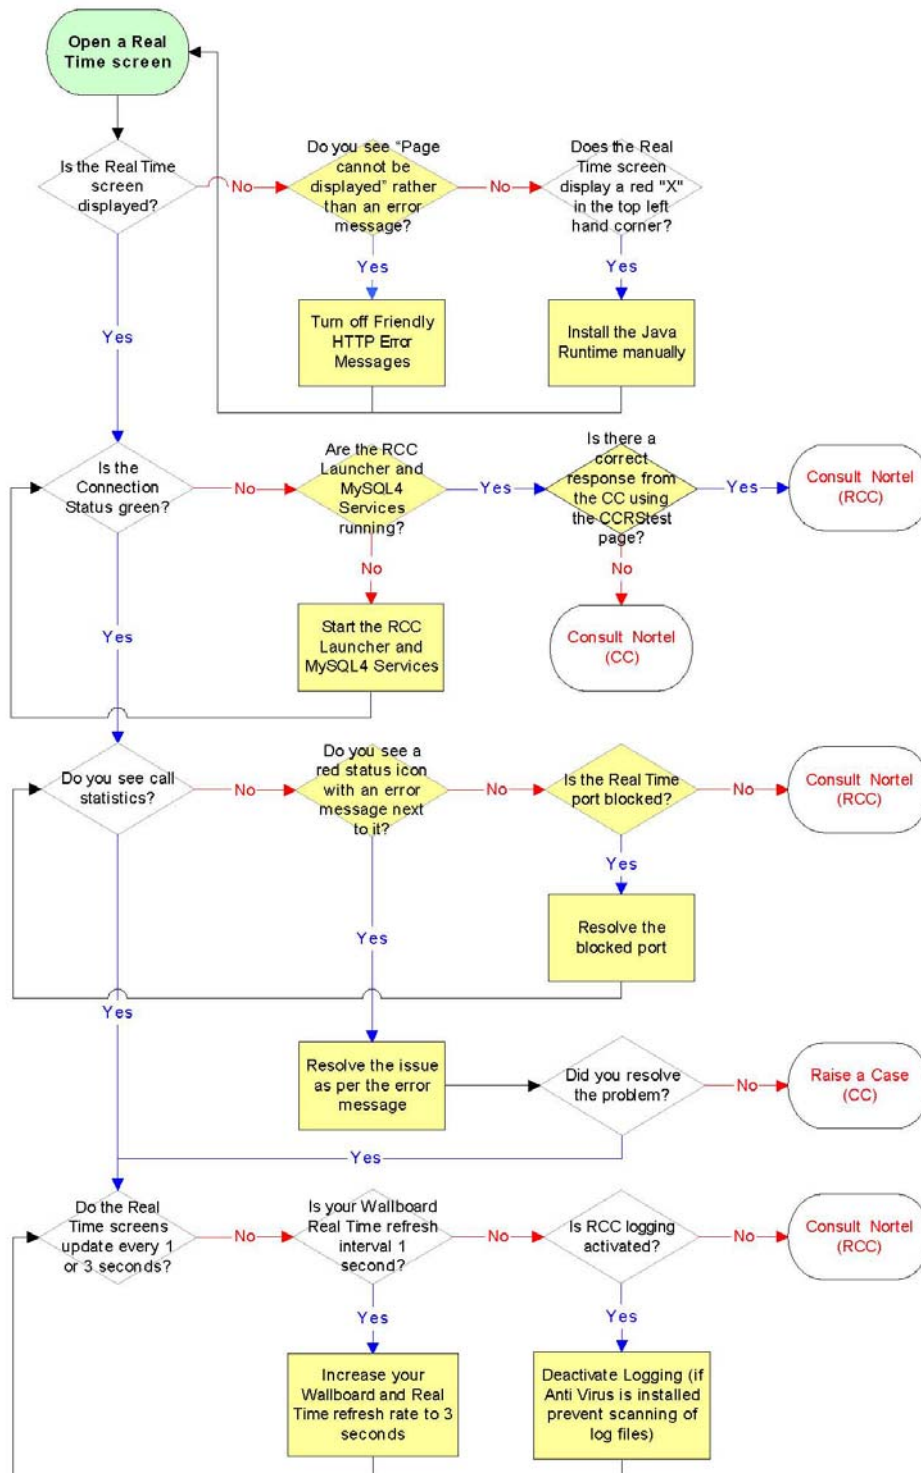 Open a Real
Time screen
Is the Real Time
screen
displayed?
No
Do you see “Page
cannot be
displayed” rather
than an error
message?
No
Does the Real
Time screen
display a red "X"
in the top left
hand corner?
Yes
Yes
Turn off Friendly
HTTP Error
Messages
Install the Java
Runtime manually
Yes
Is the
Connection
Status green?
No
Are the RCC
Launcher and
MySQL4
Services
running?
Yes
Is there a
correct
response from
the CC using
the CCRStest
page?
Yes
Consult Nortel
(RCC)
No
No
Start the RCC
Launcher and
MySQL4 Services
Consult Nortel
(CC)
Yes
Do you see call
statistics?
No
Do you see a
red status icon
with an error
message next
to it?
No
Is the Real Time
port blocked?
No
Consult Nortel
(RCC)
Yes
Resolve the
blocked port
Yes
Yes
Resolve the issue
as per the error
message
Did you resolve
the problem?
No
Raise a Case
(CC)
Yes
Do the Real
Time screens
update every 1
or 3 seconds?
No
Is your Wallboard
Real Time refresh
interval 1
second?
No
Is RCC logging
activated?
No
Consult Nortel
(RCC)
Yes
Yes
Increase your
Wallboard and Real
Time refresh rate to 3
seconds
Deactivate Logging (if
Anti Virus is installed
prevent scanning of
log files)